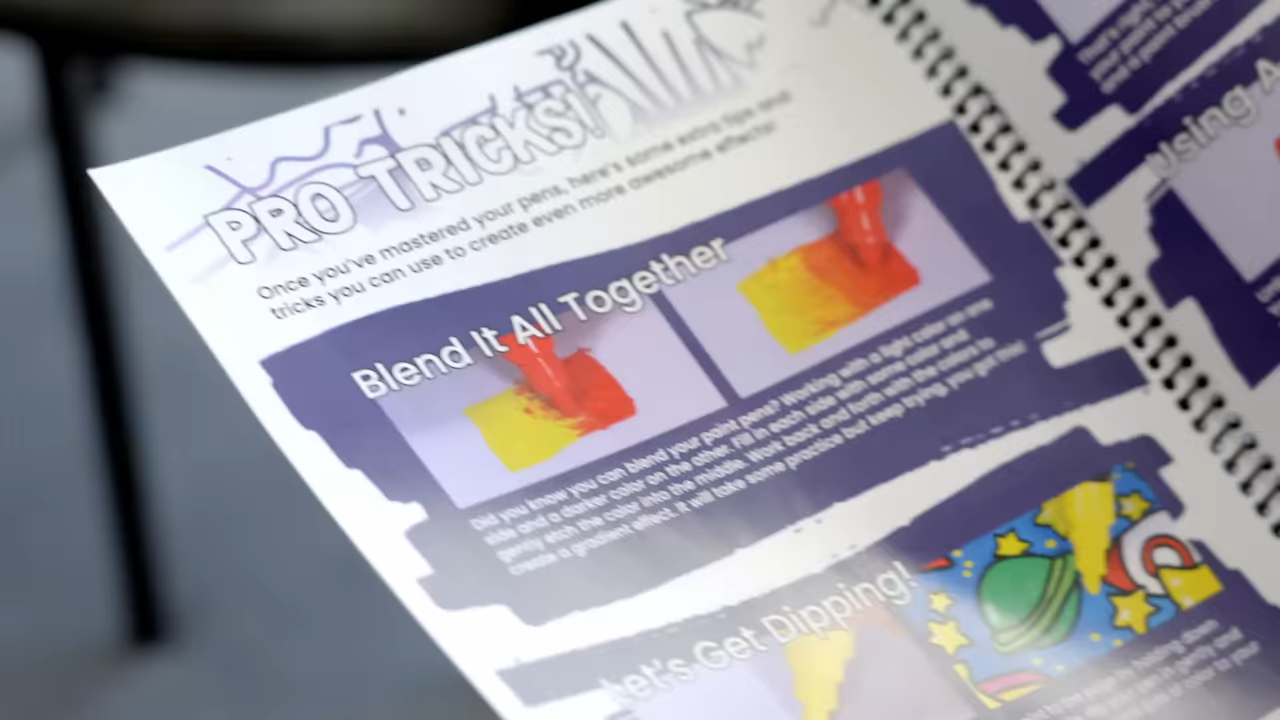 PRO TRICKS!
Once you've mastered your pens, here's some extra tips and
tricks you can use to create even more awesome effects!
Blend It All Together
Did you know you can blend your paint pens? Working with a light color on one
side and a darker color on the other. Fill in each side with some color and
gently etch the color into the middle. Work back and forth with the colors to
create a gradient effect. It will take some practice but keep trying, you got this!
Let's Get Dipping!
Using A